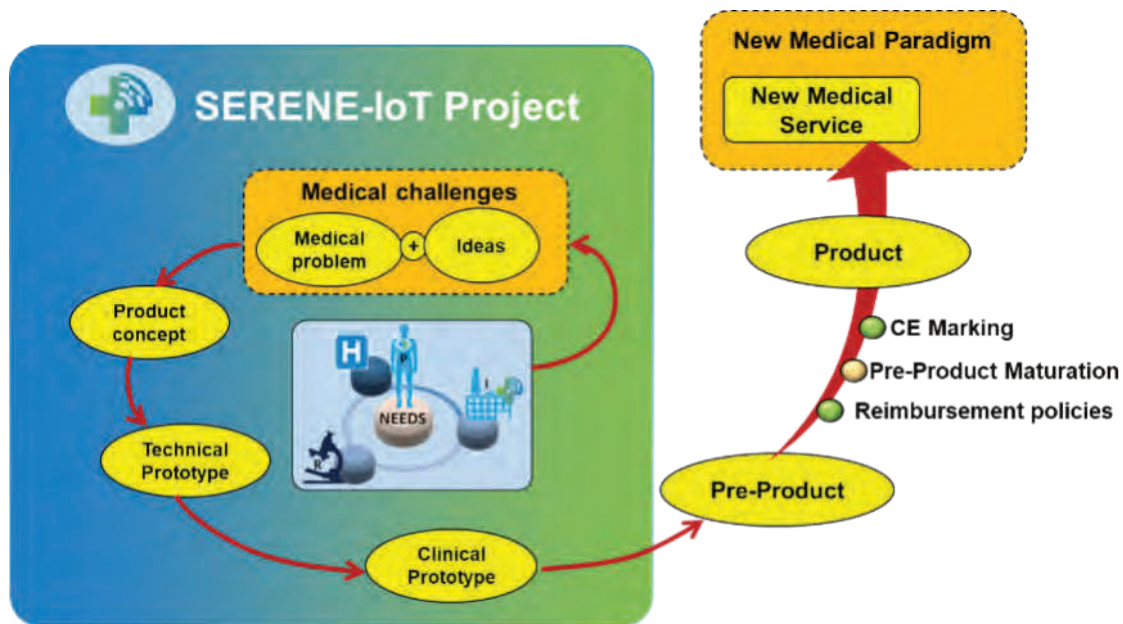 New Medical Paradigm
New Medical
Service
SERENE-IoT Project
Medical challenges
Medical
problem
+
Ideas
Product
Product
concept
H
P
I
NEEDS
R
CE Marking
Pre-Product Maturation
Reimbursement policies
Technical
Prototype
Pre-Product
Clinical
Prototype